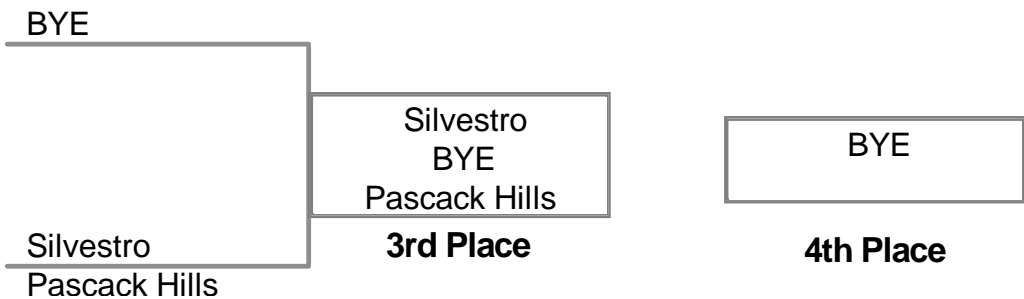 BYE
Silvestro
BYE
Pascack Hills
BYE
Silvestro
Pascack Hills
3rd Place
4th Place